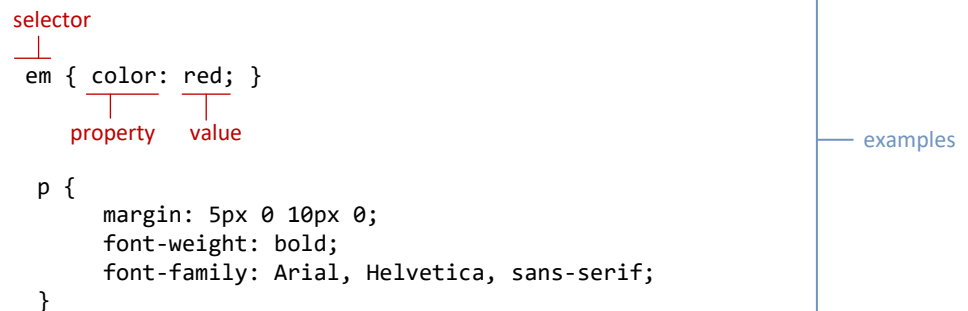 selector
em { color: red; }
property value
examples
p {
margin: 5px 0 10px 0;
font-weight: bold;
font-family: Arial, Helvetica, sans-serif;
}